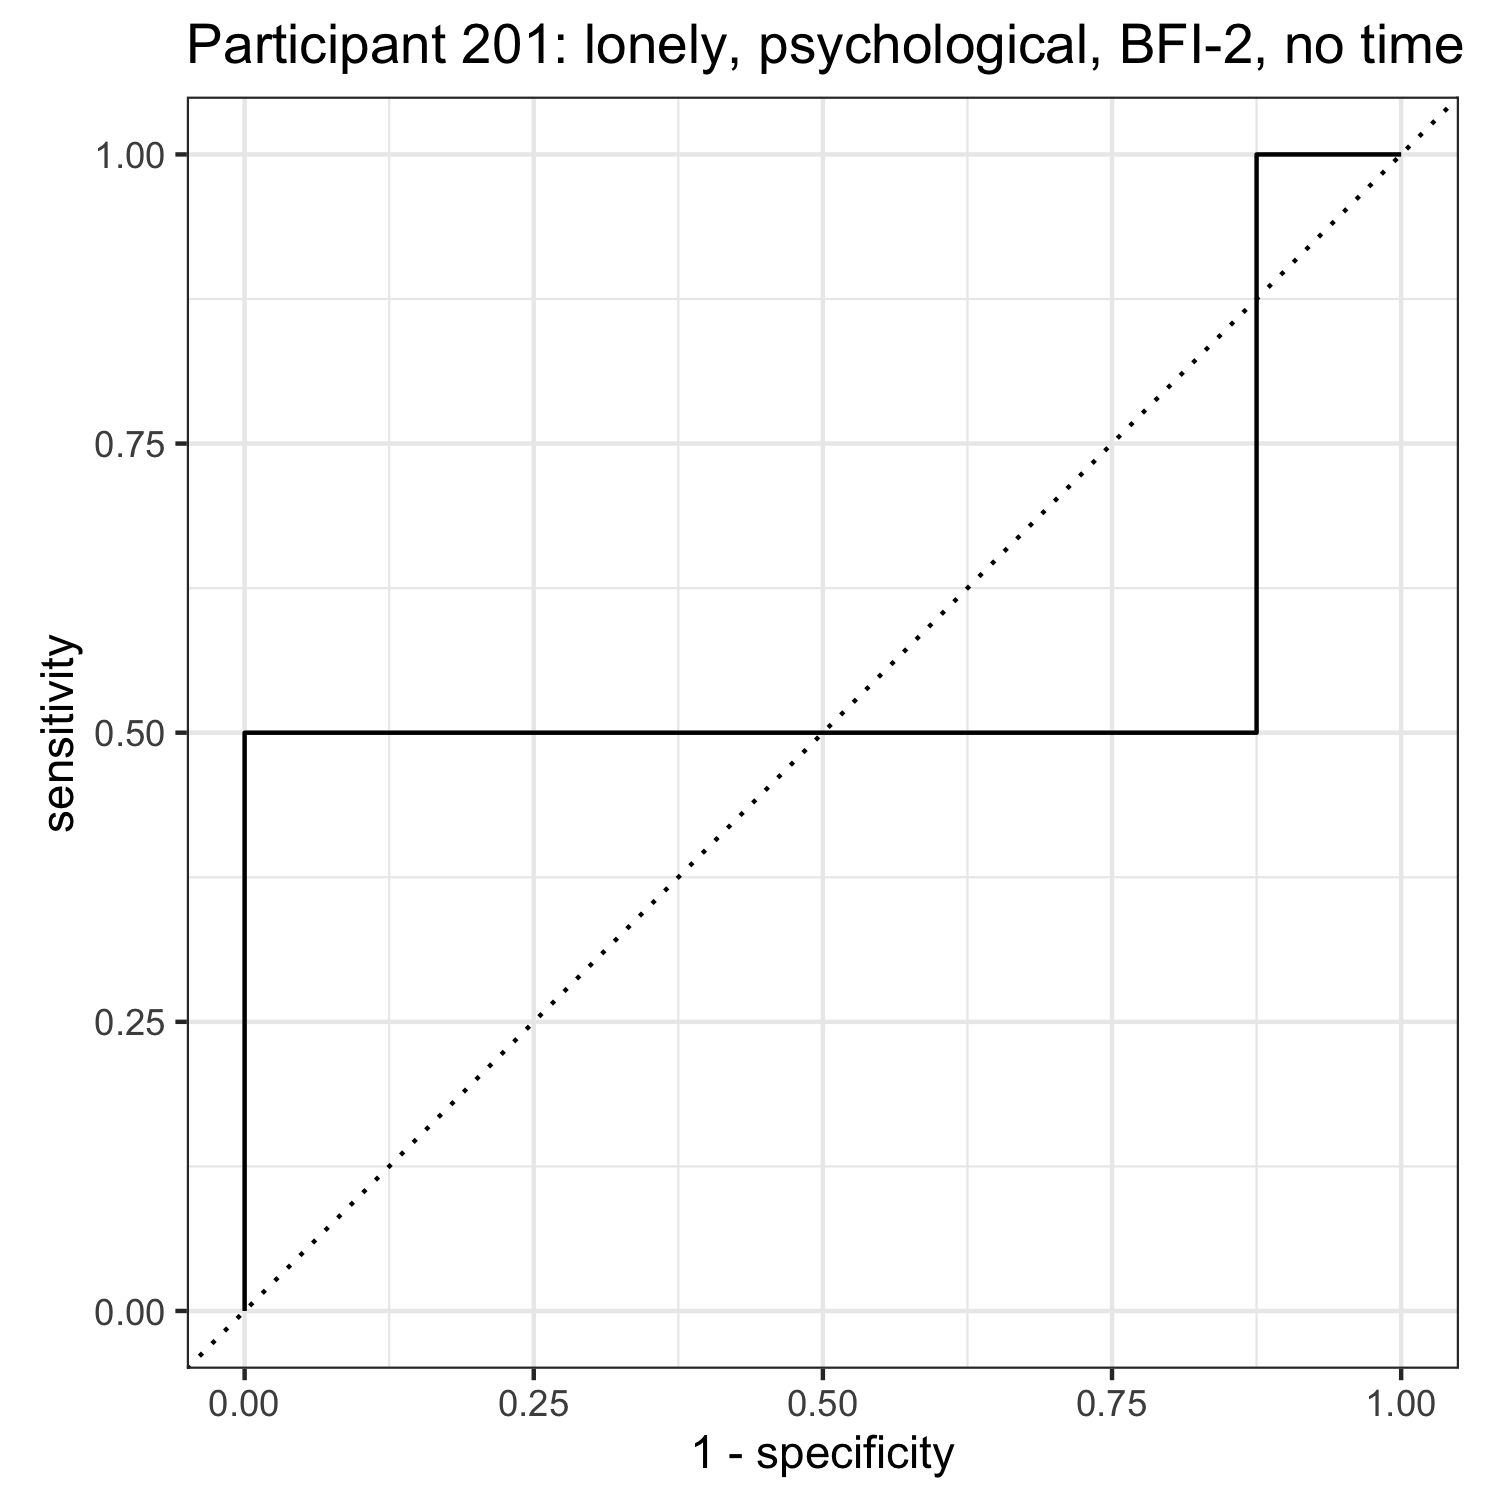 Participant 201: lonely, psychological, BFI-2, no time
1.00
0.75
0.50
0.25
0.00
sensitivity
0.00 0.25 0.50 0.75 1.00
1 - specificity